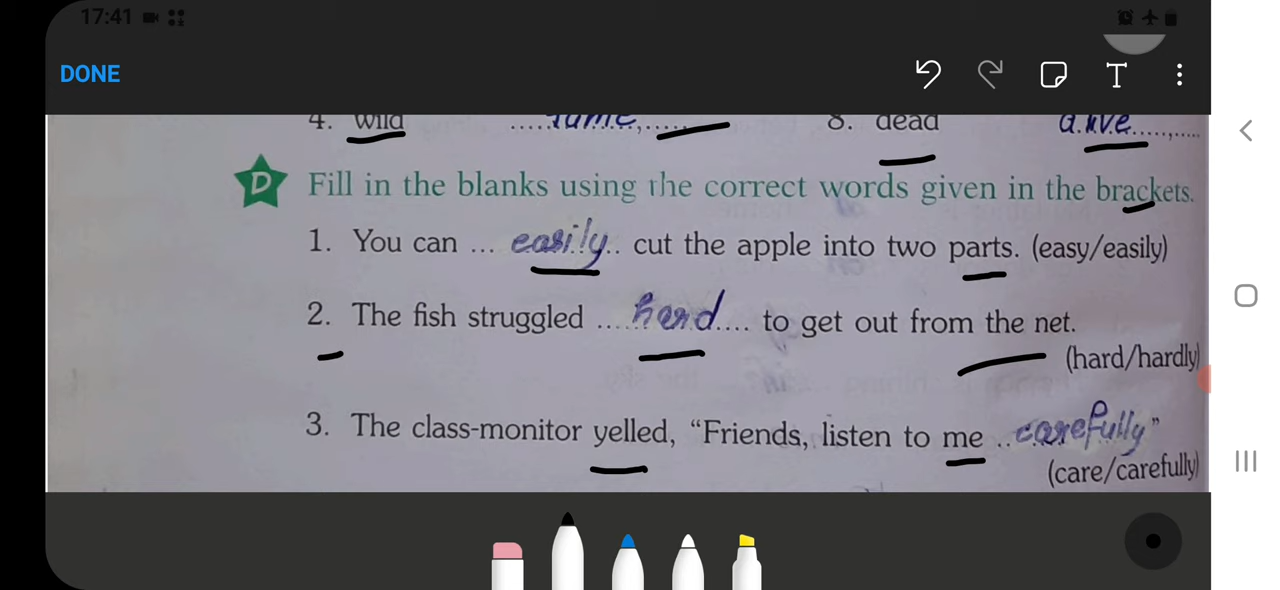 17:41
DONE
T
4. wild .....tame..,..... 8. dead alive.....,.....
D Fill in the blanks using the correct words given in the brackets.
1. You can ... easily.. cut the apple into two parts. (easy/easily)
2. The fish struggled ......hard.... to get out from the net.
(hard/hardly)
3. The class-monitor yelled, “Friends, listen to me ..carefully”
(care/carefully)